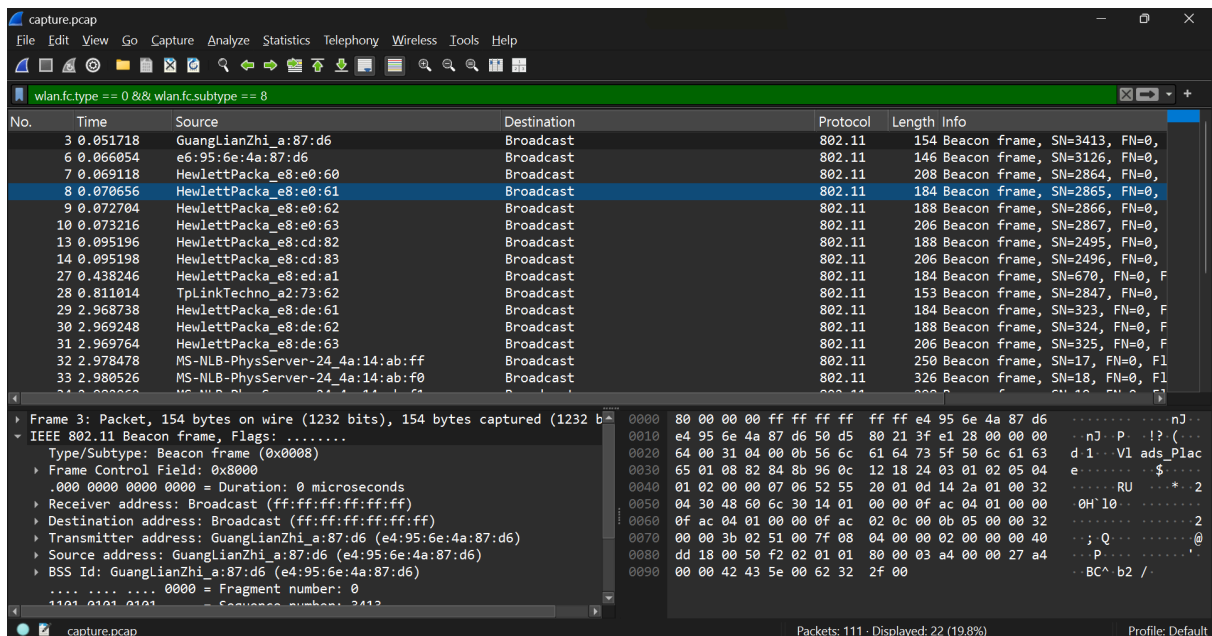 capture.pcap
File Edit View Go Capture Analyze Statistics Telephony Wireless Tools Help
wlan.fc.type == 0 && wlan.fc.subtype == 8
No. Time Source Destination Protocol Length Info
3 0.051718 GuangLianZhi_a:87:d6 Broadcast 802.11 154 Beacon frame, SN=3413, FN=0,
6 0.066054 e6:95:6e:4a:87:d6 Broadcast 802.11 146 Beacon frame, SN=3126, FN=0,
7 0.069118 HewlettPacka_e8:e0:60 Broadcast 802.11 208 Beacon frame, SN=2864, FN=0,
8 0.070656 HewlettPacka_e8:e0:61 Broadcast 802.11 184 Beacon frame, SN=2865, FN=0,
9 0.072704 HewlettPacka_e8:e0:62 Broadcast 802.11 188 Beacon frame, SN=2866, FN=0,
10 0.073216 HewlettPacka_e8:e0:63 Broadcast 802.11 206 Beacon frame, SN=2867, FN=0,
13 0.095196 HewlettPacka_e8:cd:82 Broadcast 802.11 188 Beacon frame, SN=2495, FN=0,
14 0.095198 HewlettPacka_e8:cd:83 Broadcast 802.11 206 Beacon frame, SN=2496, FN=0,
27 0.438246 HewlettPacka_e8:ed:a1 Broadcast 802.11 184 Beacon frame, SN=670, FN=0, F
28 0.811014 TpLinkTechno_a2:73:62 Broadcast 802.11 153 Beacon frame, SN=2847, FN=0,
29 2.968738 HewlettPacka_e8:de:61 Broadcast 802.11 184 Beacon frame, SN=323, FN=0, F
30 2.969248 HewlettPacka_e8:de:62 Broadcast 802.11 188 Beacon frame, SN=324, FN=0, F
31 2.969764 HewlettPacka_e8:de:63 Broadcast 802.11 206 Beacon frame, SN=325, FN=0, F
32 2.978478 MS-NLB-PhysServer-24_4a:14:ab:ff Broadcast 802.11 250 Beacon frame, SN=17, FN=0, Fl
33 2.980526 MS-NLB-PhysServer-24_4a:14:ab:f0 Broadcast 802.11 326 Beacon frame, SN=18, FN=0, Fl
Frame 3: Packet, 154 bytes on wire (1232 bits), 154 bytes captured (1232 b
IEEE 802.11 Beacon frame, Flags: ........
Type/Subtype: Beacon frame (0x0008)
Frame Control Field: 0x8000
.000 0000 0000 0000 = Duration: 0 microseconds
Receiver address: Broadcast (ff:ff:ff:ff:ff:ff)
Destination address: Broadcast (ff:ff:ff:ff:ff:ff)
Transmitter address: GuangLianZhi_a:87:d6 (e4:95:6e:4a:87:d6)
Source address: GuangLianZhi_a:87:d6 (e4:95:6e:4a:87:d6)
BSS Id: GuangLianZhi_a:87:d6 (e4:95:6e:4a:87:d6)
.... .... .... 0000 = Fragment number: 0
1101 0101 0101 .... = Sequence number: 3413
0000 80 00 00 00 ff ff ff ff ff ff e4 95 6e 4a 87 d6 ··············nJ··
0010 e4 95 6e 4a 87 d6 50 d5 80 21 3f e1 28 00 00 00 ··nJ··P· ·!?·(···
0020 64 00 31 04 00 0b 56 6c 61 64 73 5f 50 6c 61 63 d·1···Vl ads_Plac
0030 65 01 08 82 84 8b 96 0c 12 18 24 03 01 02 05 04 e······· ··$·····
0040 01 02 00 00 07 06 52 55 20 01 0d 14 2a 01 00 32 ······RU ····*··2
0050 04 30 48 60 6c 30 14 01 00 00 0f ac 04 01 00 00 ·0H`l0·· ········
0060 0f ac 04 01 00 00 0f ac 02 0c 00 0b 05 00 00 32 ········ ·······2
0070 00 00 3b 02 51 00 7f 08 04 00 00 02 00 00 00 40 ··;·Q··· ·······@
0080 dd 18 00 50 f2 02 01 01 80 00 03 a4 00 00 27 a4 ···P···· ······'·
0090 00 00 42 43 5e 00 62 32 2f 00 ··BC^·b2 /·
capture.pcap Packets: 111 · Displayed: 22 (19.8%) Profile: Default